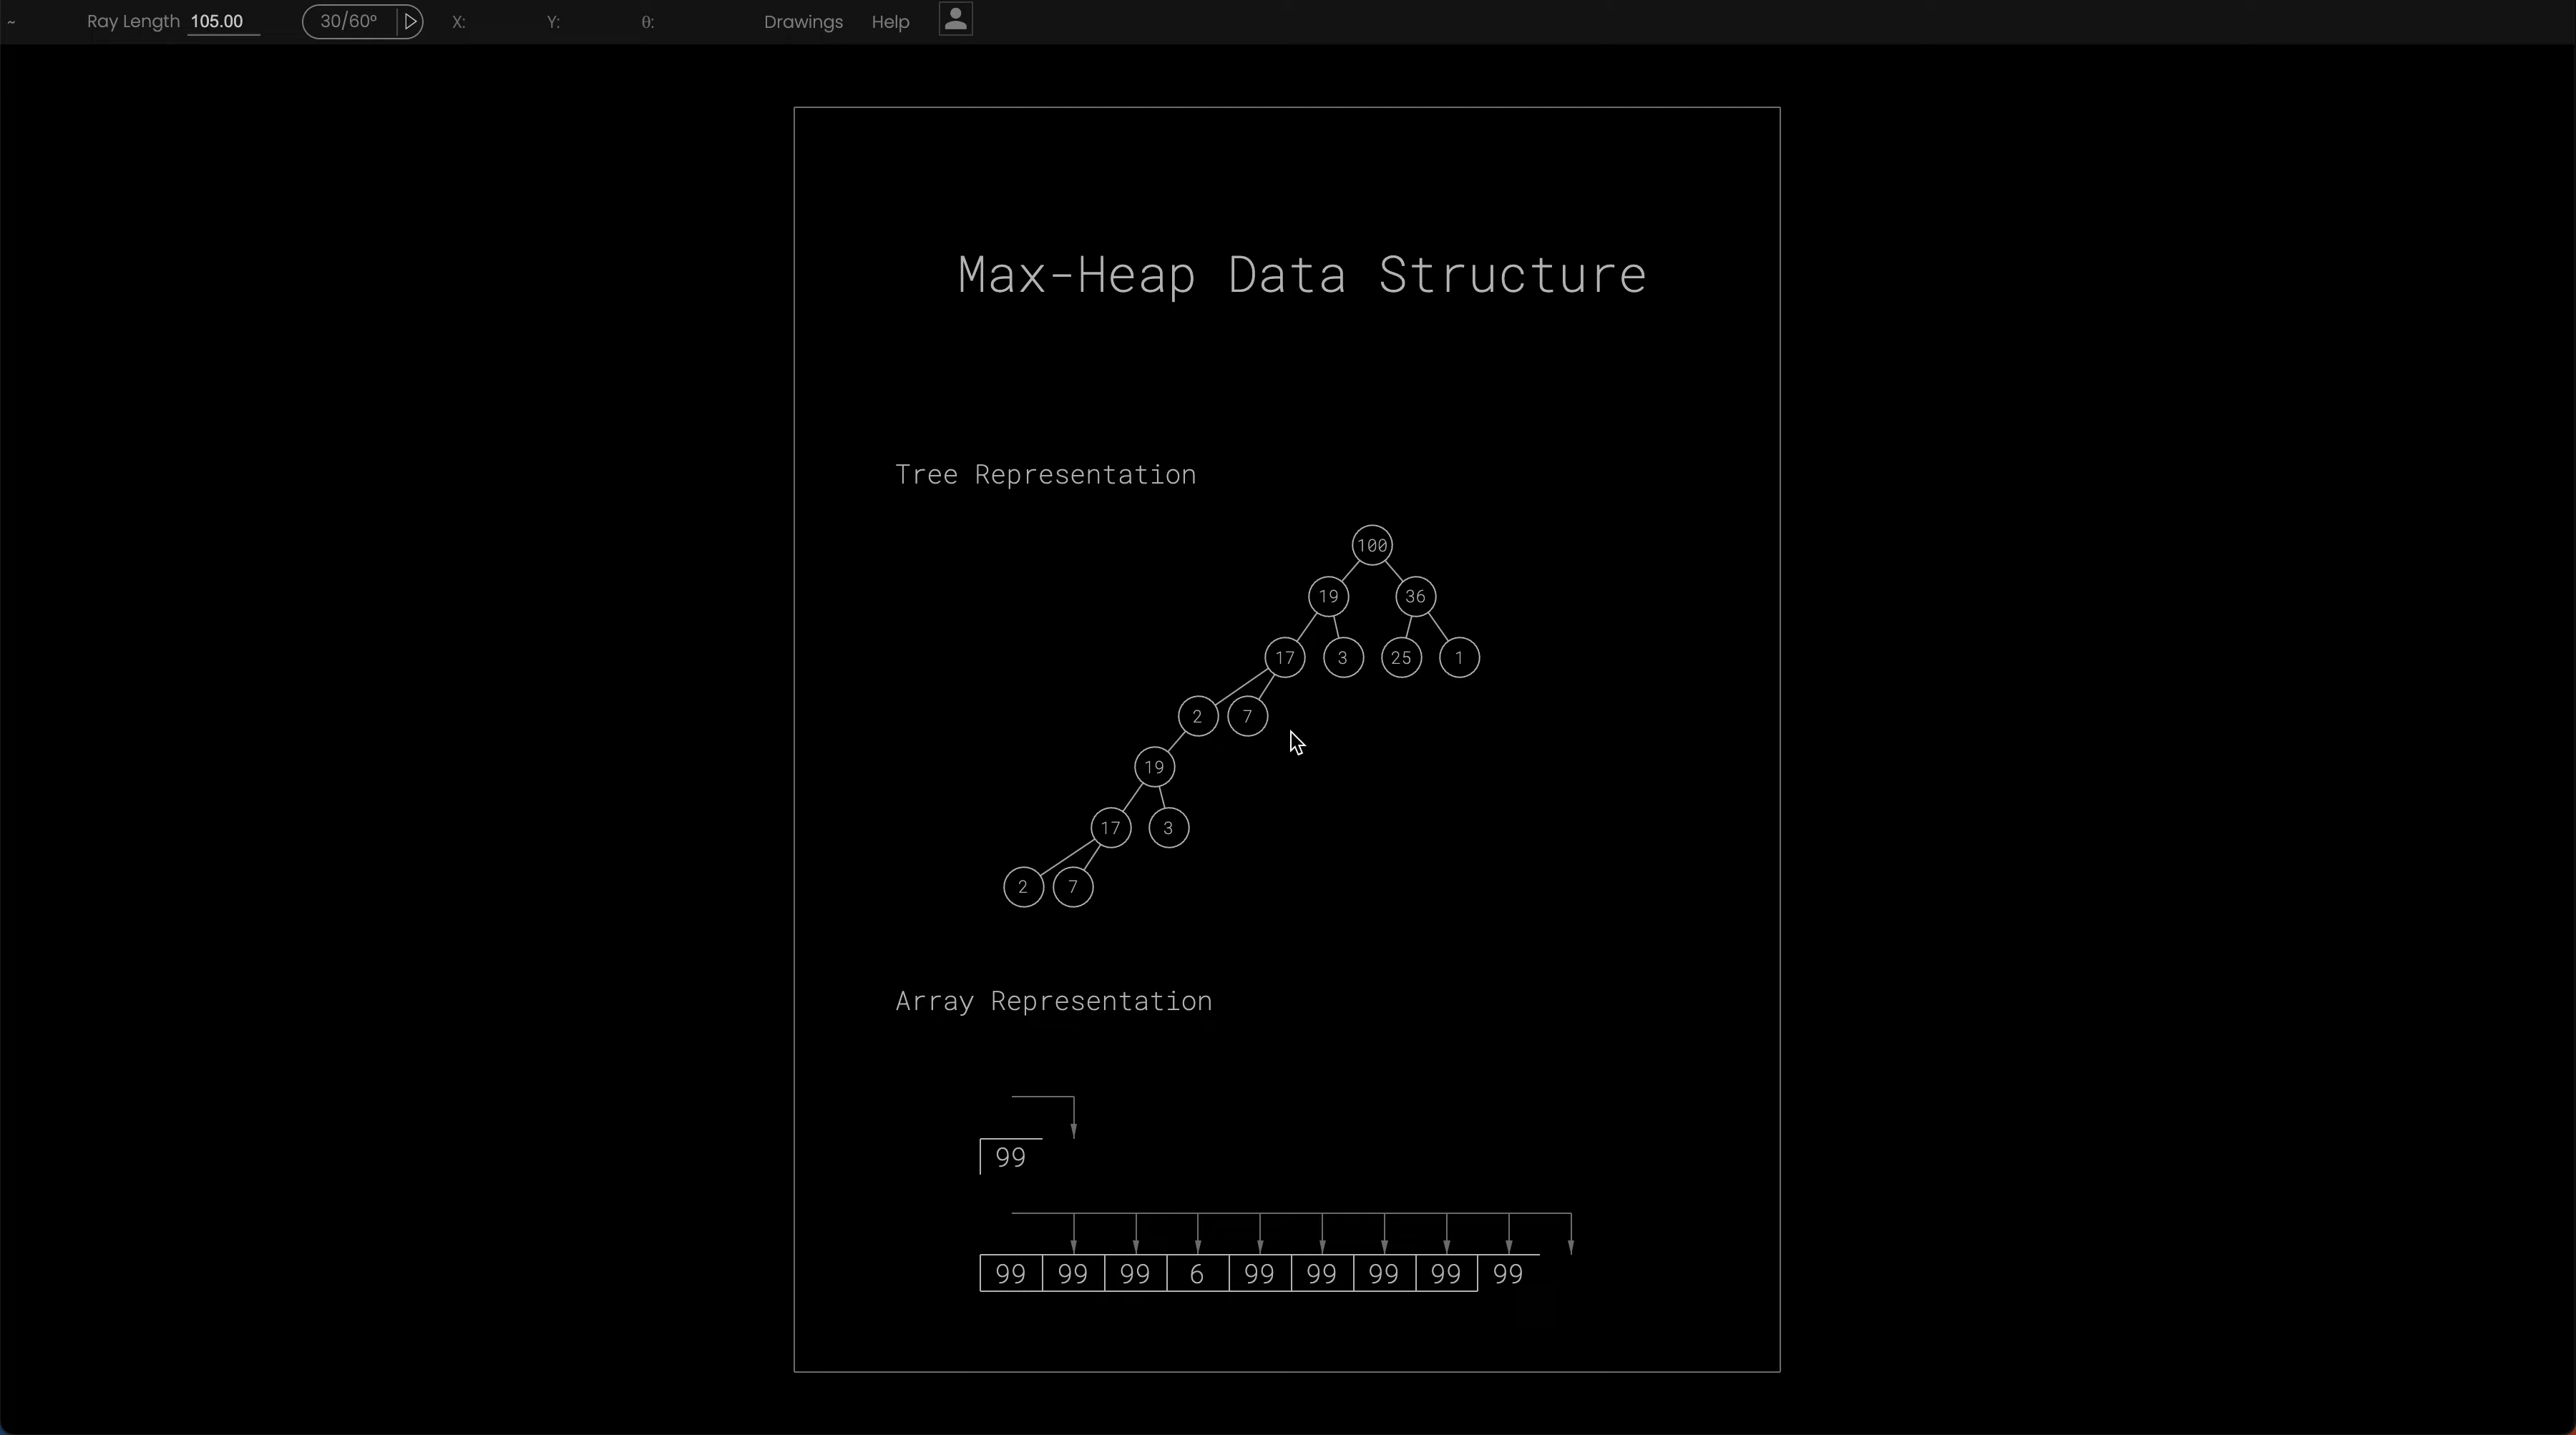 ~ Ray Length 105.00 30/60º X: Y: θ: Drawings Help
Max-Heap Data Structure
Tree Representation
100
19 36
17 3 25 1
2 7
19
17 3
2 7
Array Representation
99
99 99 99 6 99 99 99 99 99